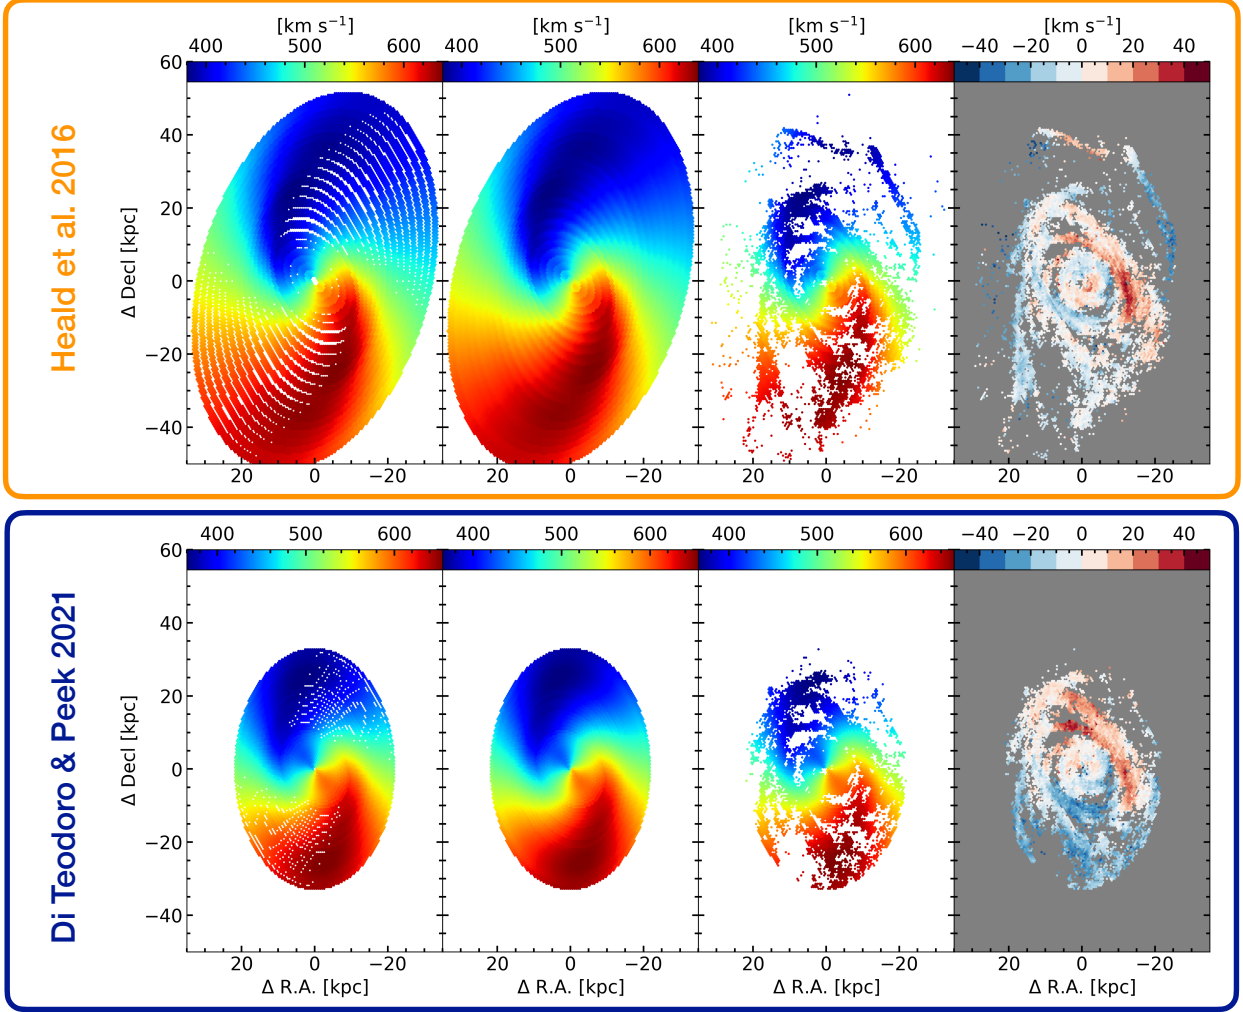 [km s⁻¹] [km s⁻¹] [km s⁻¹] [km s⁻¹]
400 500 600 400 500 600 400 500 600 −40 −20 0 20 40
60
40
20
0
−20
−40
Δ Decl [kpc]
Heald et al. 2016
20 0 −20 20 0 −20 20 0 −20 20 0 −20
400 500 600 400 500 600 400 500 600 −40 −20 0 20 40
60
40
20
0
−20
−40
Δ Decl [kpc]
Di Teodoro & Peek 2021
20 0 −20 20 0 −20 20 0 −20 20 0 −20
Δ R.A. [kpc] Δ R.A. [kpc] Δ R.A. [kpc] Δ R.A. [kpc]